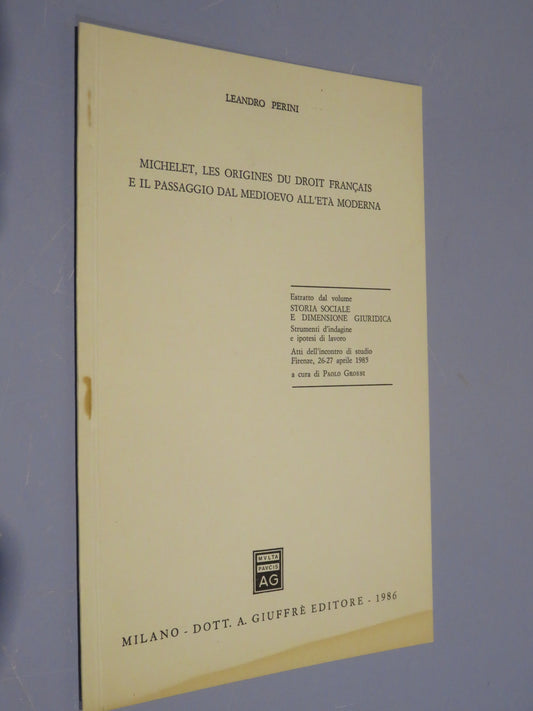 LEANDRO PERINI
MICHELET, LES ORIGINES DU DROIT FRANÇAIS
E IL PASSAGGIO DAL MEDIOEVO ALL'ETÀ MODERNA
Estratto dal volume
STORIA SOCIALE
E DIMENSIONE GIURIDICA
Strumenti d'indagine
e ipotesi di lavoro
Atti dell'incontro di studio
Firenze, 26-27 aprile 1985
a cura di PAOLO GROSSI
MVLTA
PAVCIS
AG
MILANO - DOTT. A. GIUFFRÈ EDITORE - 1986